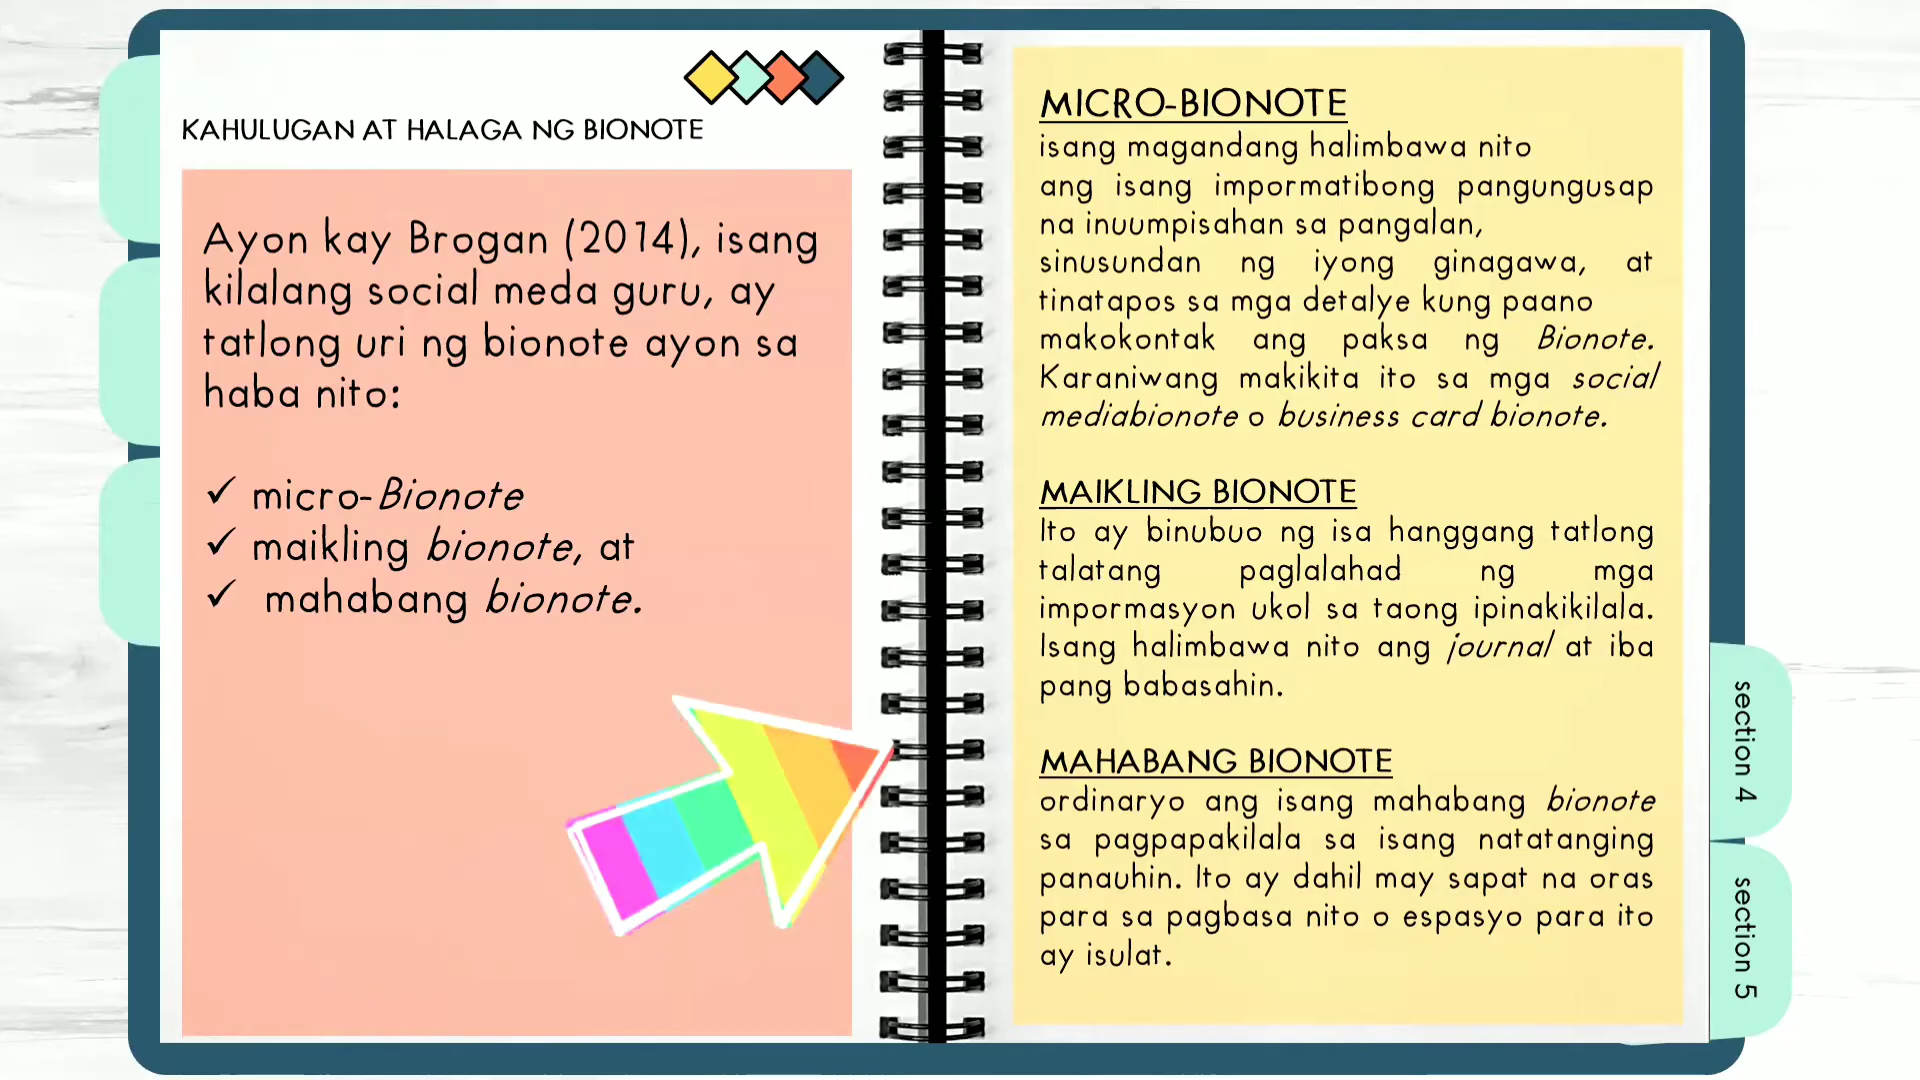 KAHULUGAN AT HALAGA NG BIONOTE
Ayon kay Brogan (2014), isang
kilalang social meda guru, ay
tatlong uri ng bionote ayon sa
haba nito:
✓ micro-Bionote
✓ maikling bionote, at
✓ mahabang bionote.
MICRO-BIONOTE
isang magandang halimbawa nito
ang isang impormatibong pangungusap
na inuumpisahan sa pangalan,
sinusundan ng iyong ginagawa, at
tinatapos sa mga detalye kung paano
makokontak ang paksa ng Bionote.
Karaniwang makikita ito sa mga social
mediabionote o business card bionote.
MAIKLING BIONOTE
Ito ay binubuo ng isa hanggang tatlong
talatang paglalahad ng mga
impormasyon ukol sa taong ipinakikilala.
Isang halimbawa nito ang journal at iba
pang babasahin.
MAHABANG BIONOTE
ordinaryo ang isang mahabang bionote
sa pagpapakilala sa isang natatanging
panauhin. Ito ay dahil may sapat na oras
para sa pagbasa nito o espasyo para ito
ay isulat.
section 4
section 5